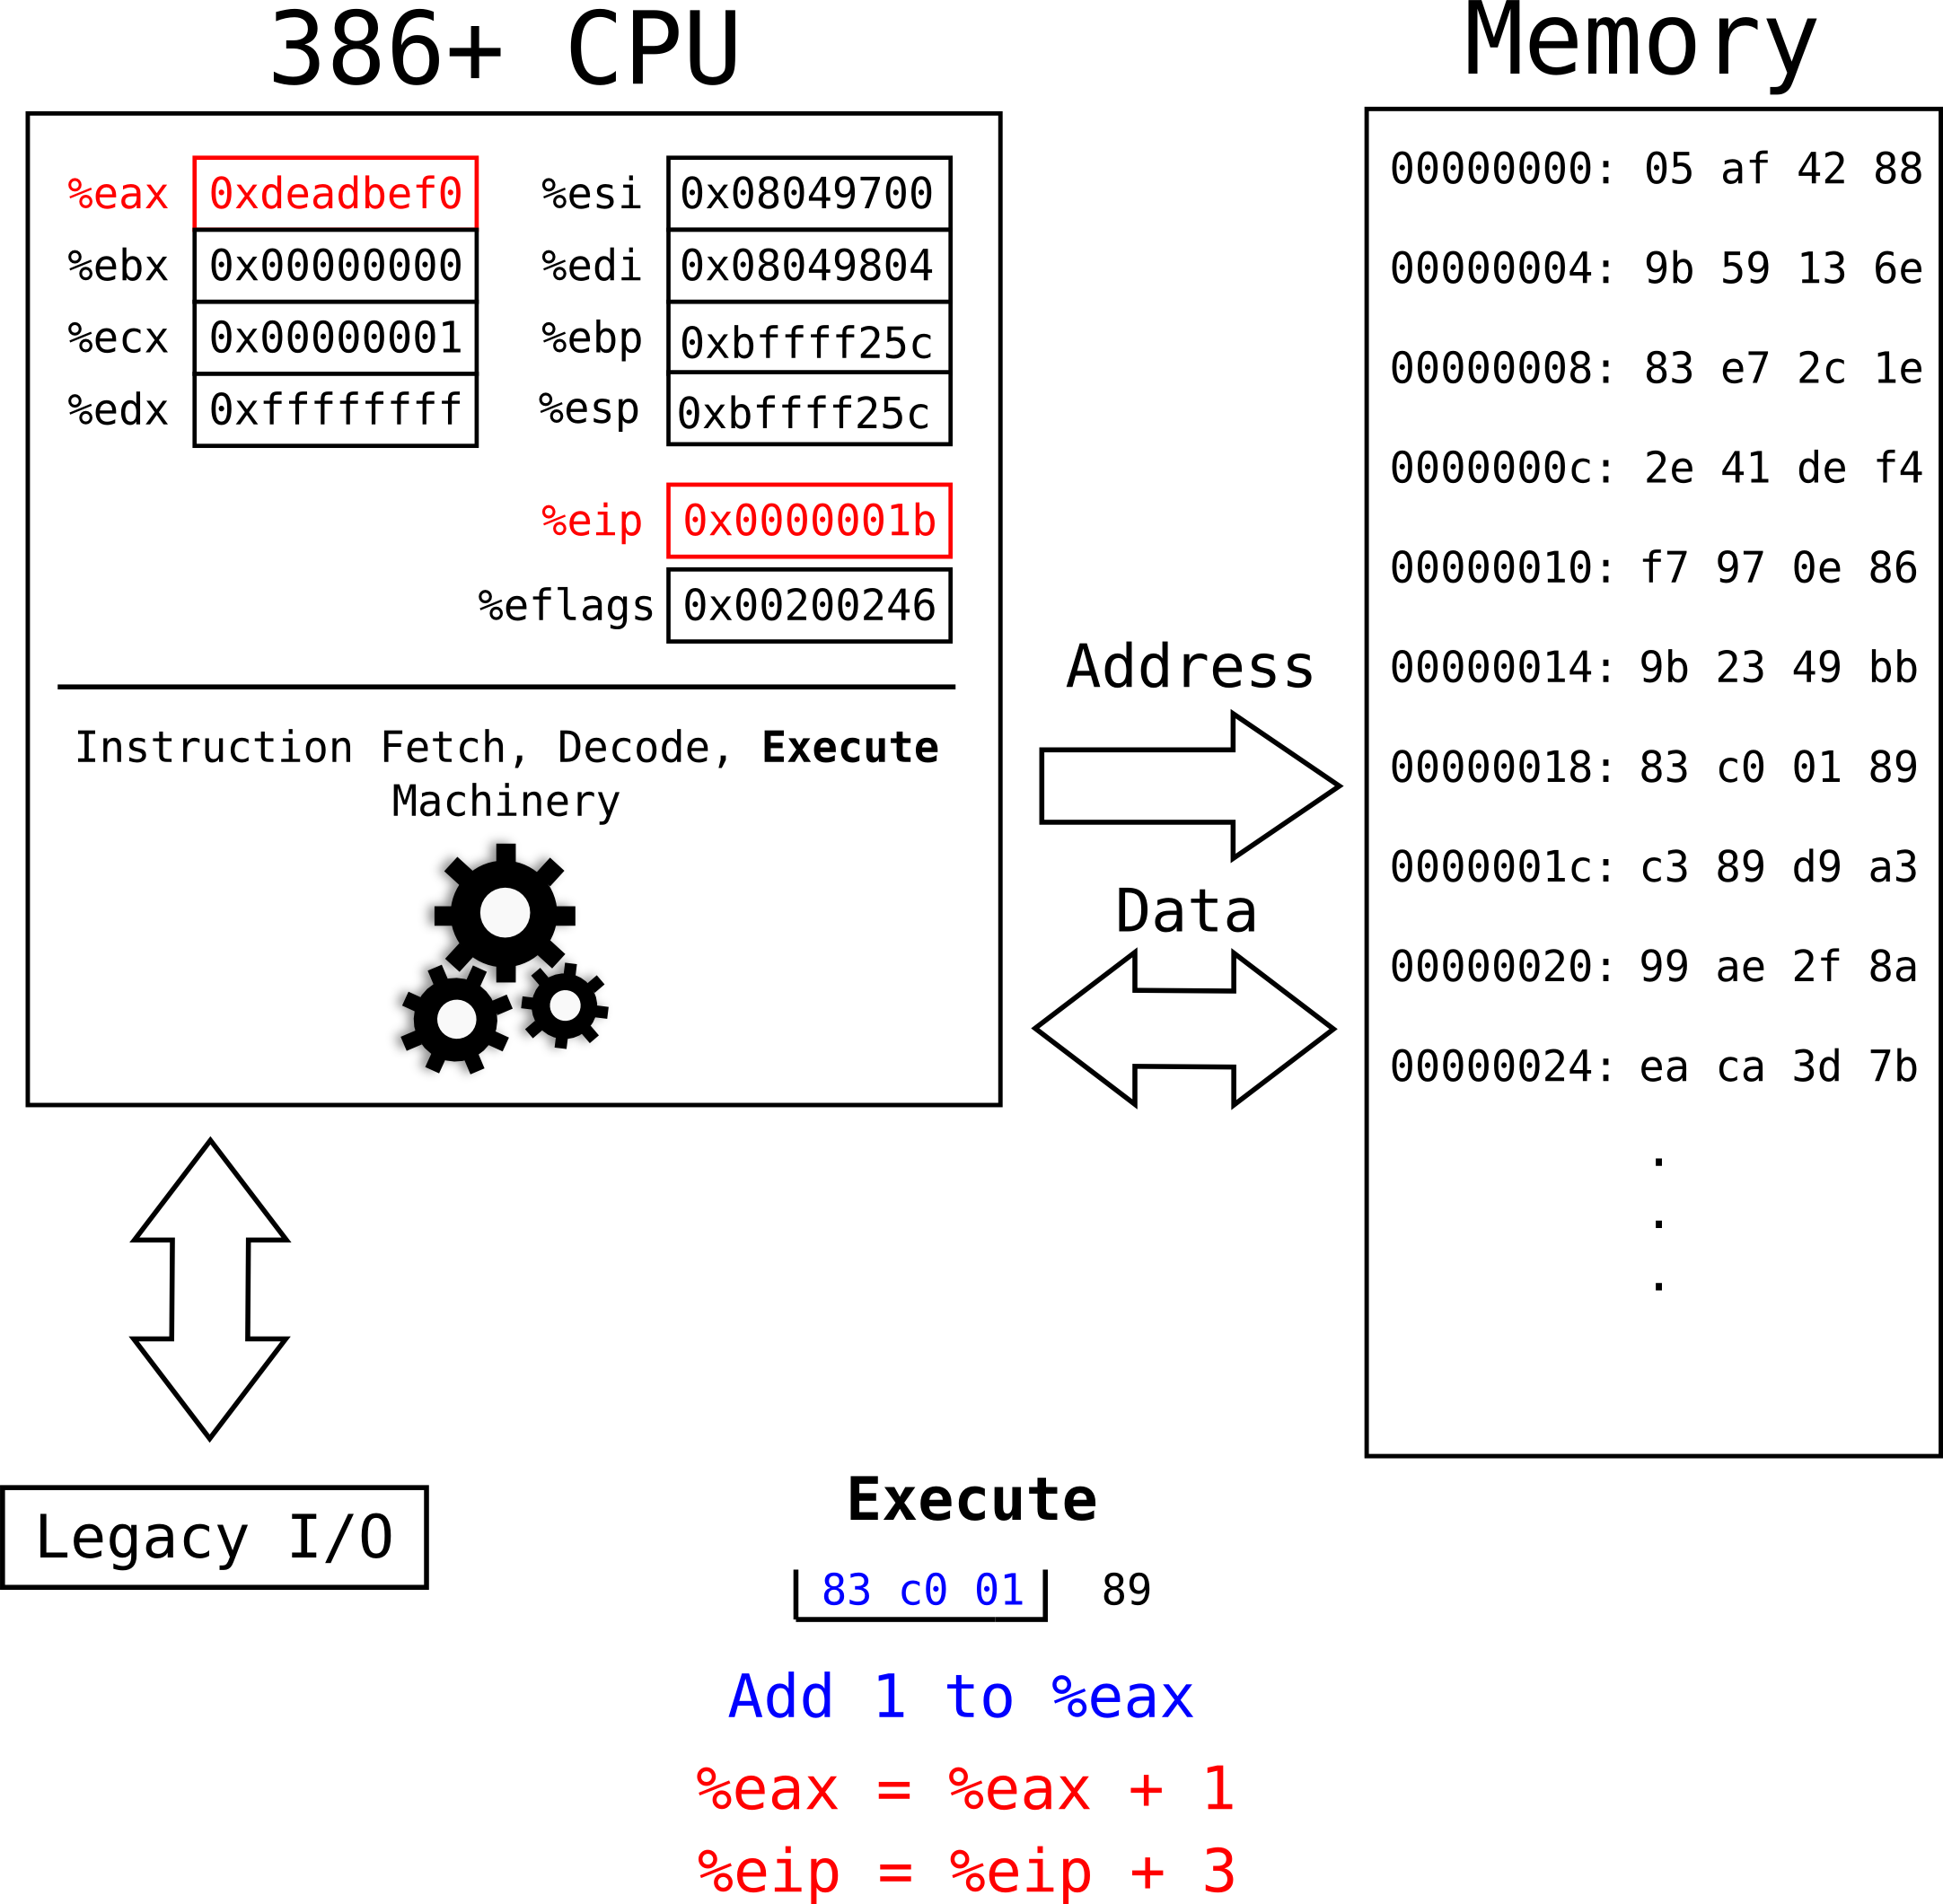 386+ CPU
%eax 0xdeadbef0
%ebx 0x00000000
%ecx 0x00000001
%edx 0xffffffff
%esi 0x08049700
%edi 0x08049804
%ebp 0xbffff25c
%esp 0xbffff25c
%eip 0x0000001b
%eflags 0x00200246
Instruction Fetch, Decode, Execute
Machinery
Address
Data
Memory
00000000: 05 af 42 88
00000004: 9b 59 13 6e
00000008: 83 e7 2c 1e
0000000c: 2e 41 de f4
00000010: f7 97 0e 86
00000014: 9b 23 49 bb
00000018: 83 c0 01 89
0000001c: c3 89 d9 a3
00000020: 99 ae 2f 8a
00000024: ea ca 3d 7b
.
.
.
Legacy I/O
Execute
83 c0 01 89
Add 1 to %eax
%eax = %eax + 1
%eip = %eip + 3